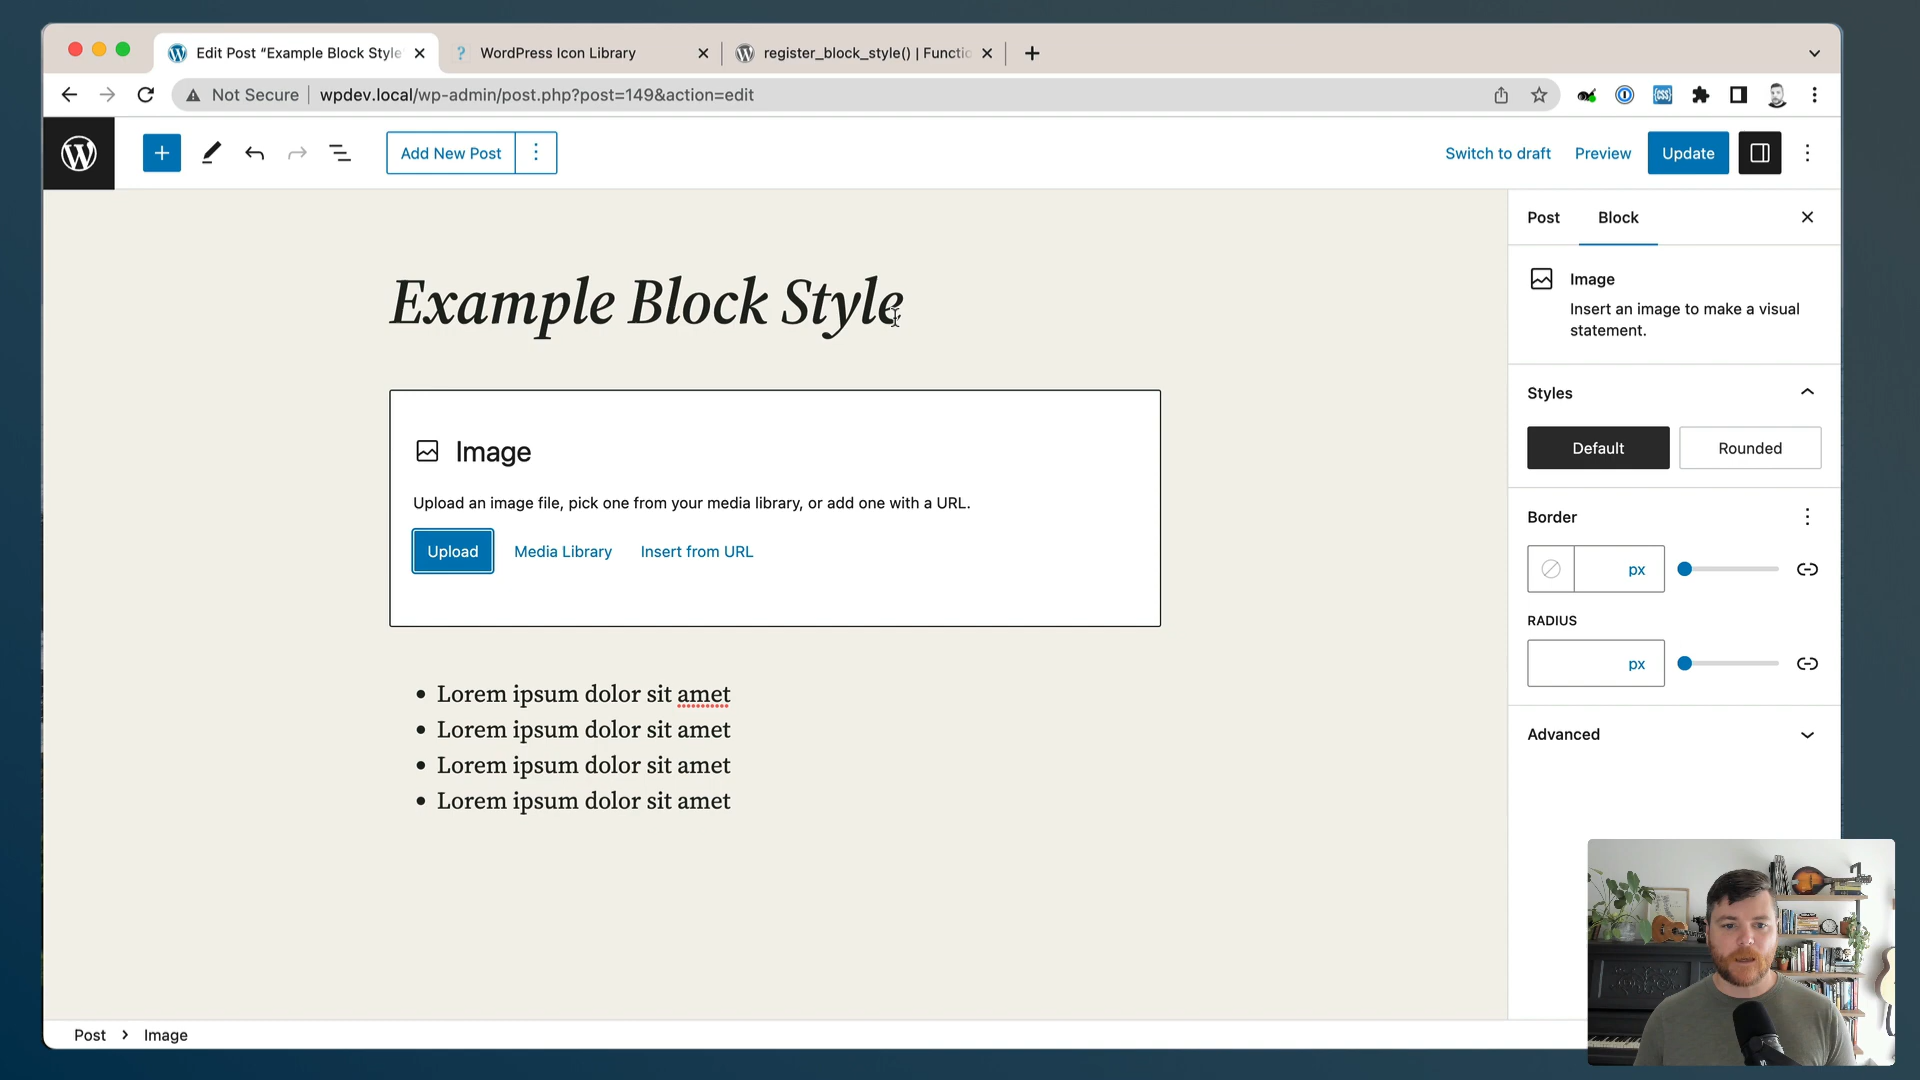 Edit Post “Example Block Style
WordPress Icon Library
register_block_style() | Functio
Not Secure
wpdev.local/wp-admin/post.php?post=149&action=edit
Add New Post
Switch to draft
Preview
Update
Post
Block
Image
Insert an image to make a visual
statement.
Styles
Default
Rounded
Border
px
RADIUS
px
Advanced
Example Block Style
Image
Upload an image file, pick one from your media library, or add one with a URL.
Upload
Media Library
Insert from URL
• Lorem ipsum dolor sit amet
• Lorem ipsum dolor sit amet
• Lorem ipsum dolor sit amet
• Lorem ipsum dolor sit amet
Post > Image